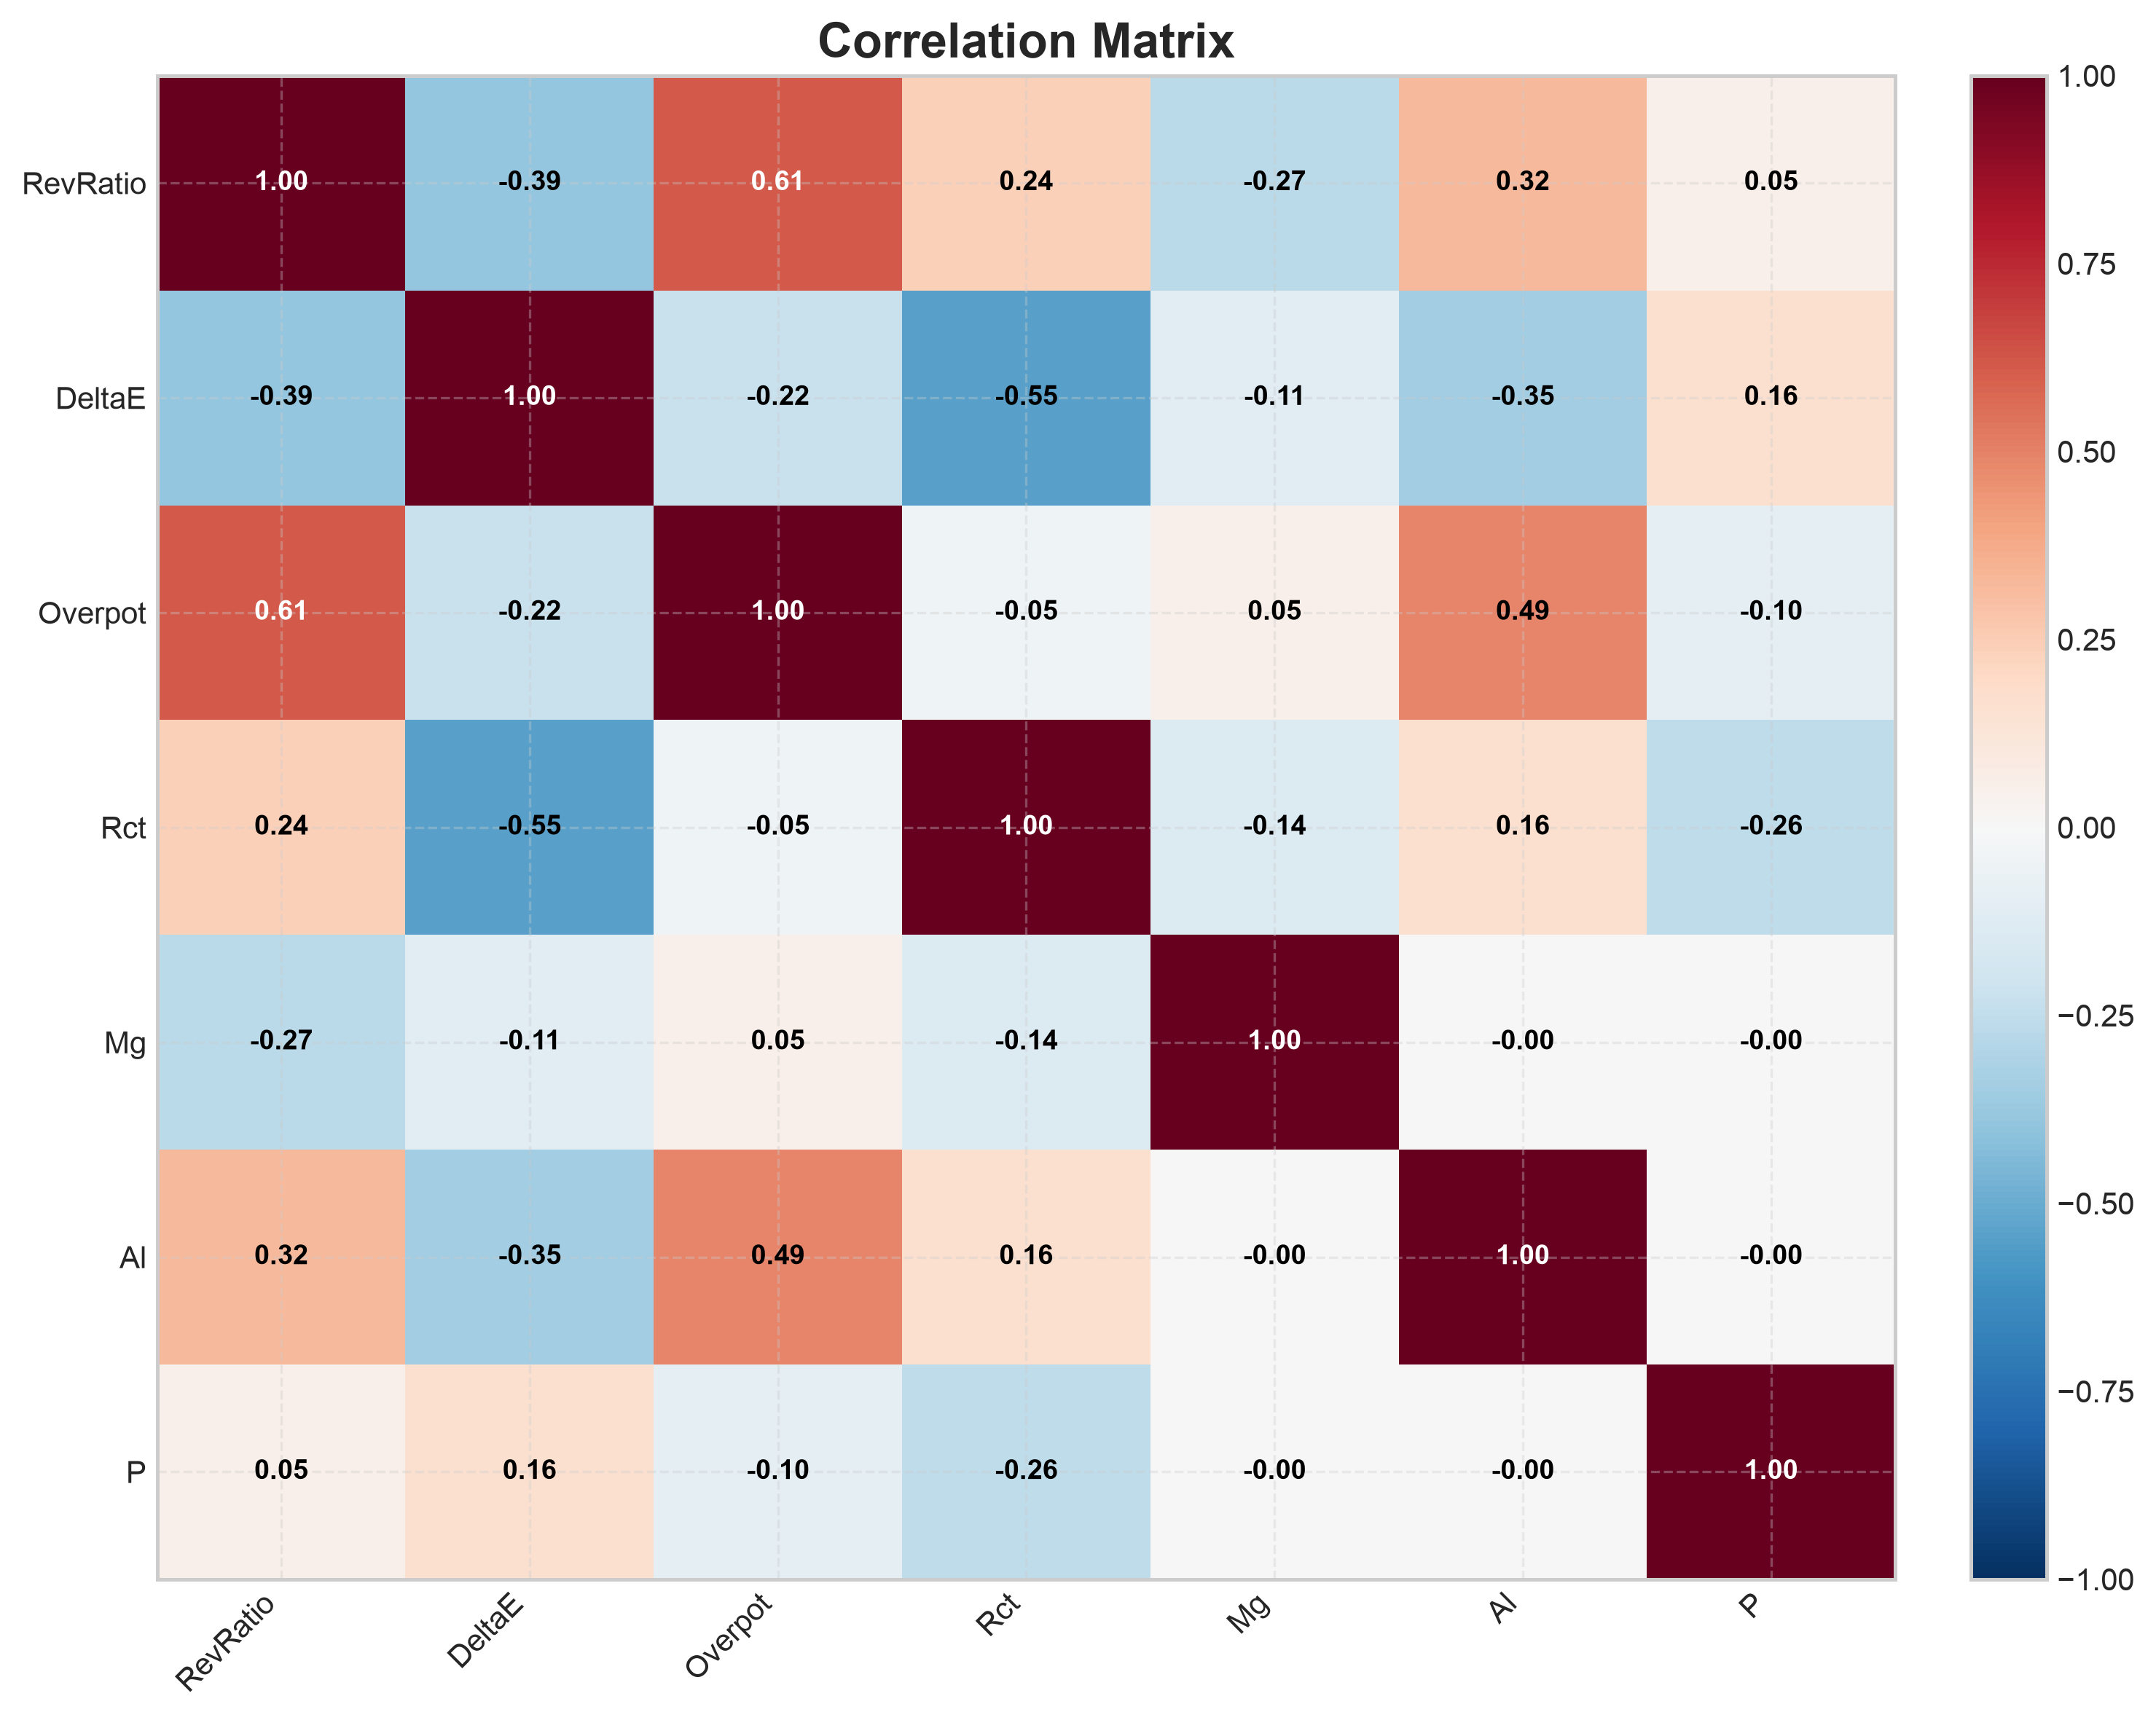 Correlation Matrix
RevRatio 1.00 -0.39 0.61 0.24 -0.27 0.32 0.05
DeltaE -0.39 1.00 -0.22 -0.55 -0.11 -0.35 0.16
Overpot 0.61 -0.22 1.00 -0.05 0.05 0.49 -0.10
Rct 0.24 -0.55 -0.05 1.00 -0.14 0.16 -0.26
Mg -0.27 -0.11 0.05 -0.14 1.00 -0.00 -0.00
Al 0.32 -0.35 0.49 0.16 -0.00 1.00 -0.00
P 0.05 0.16 -0.10 -0.26 -0.00 -0.00 1.00
RevRatio DeltaE Overpot Rct Mg Al P
1.00
0.75
0.50
0.25
0.00
−0.25
−0.50
−0.75
−1.00